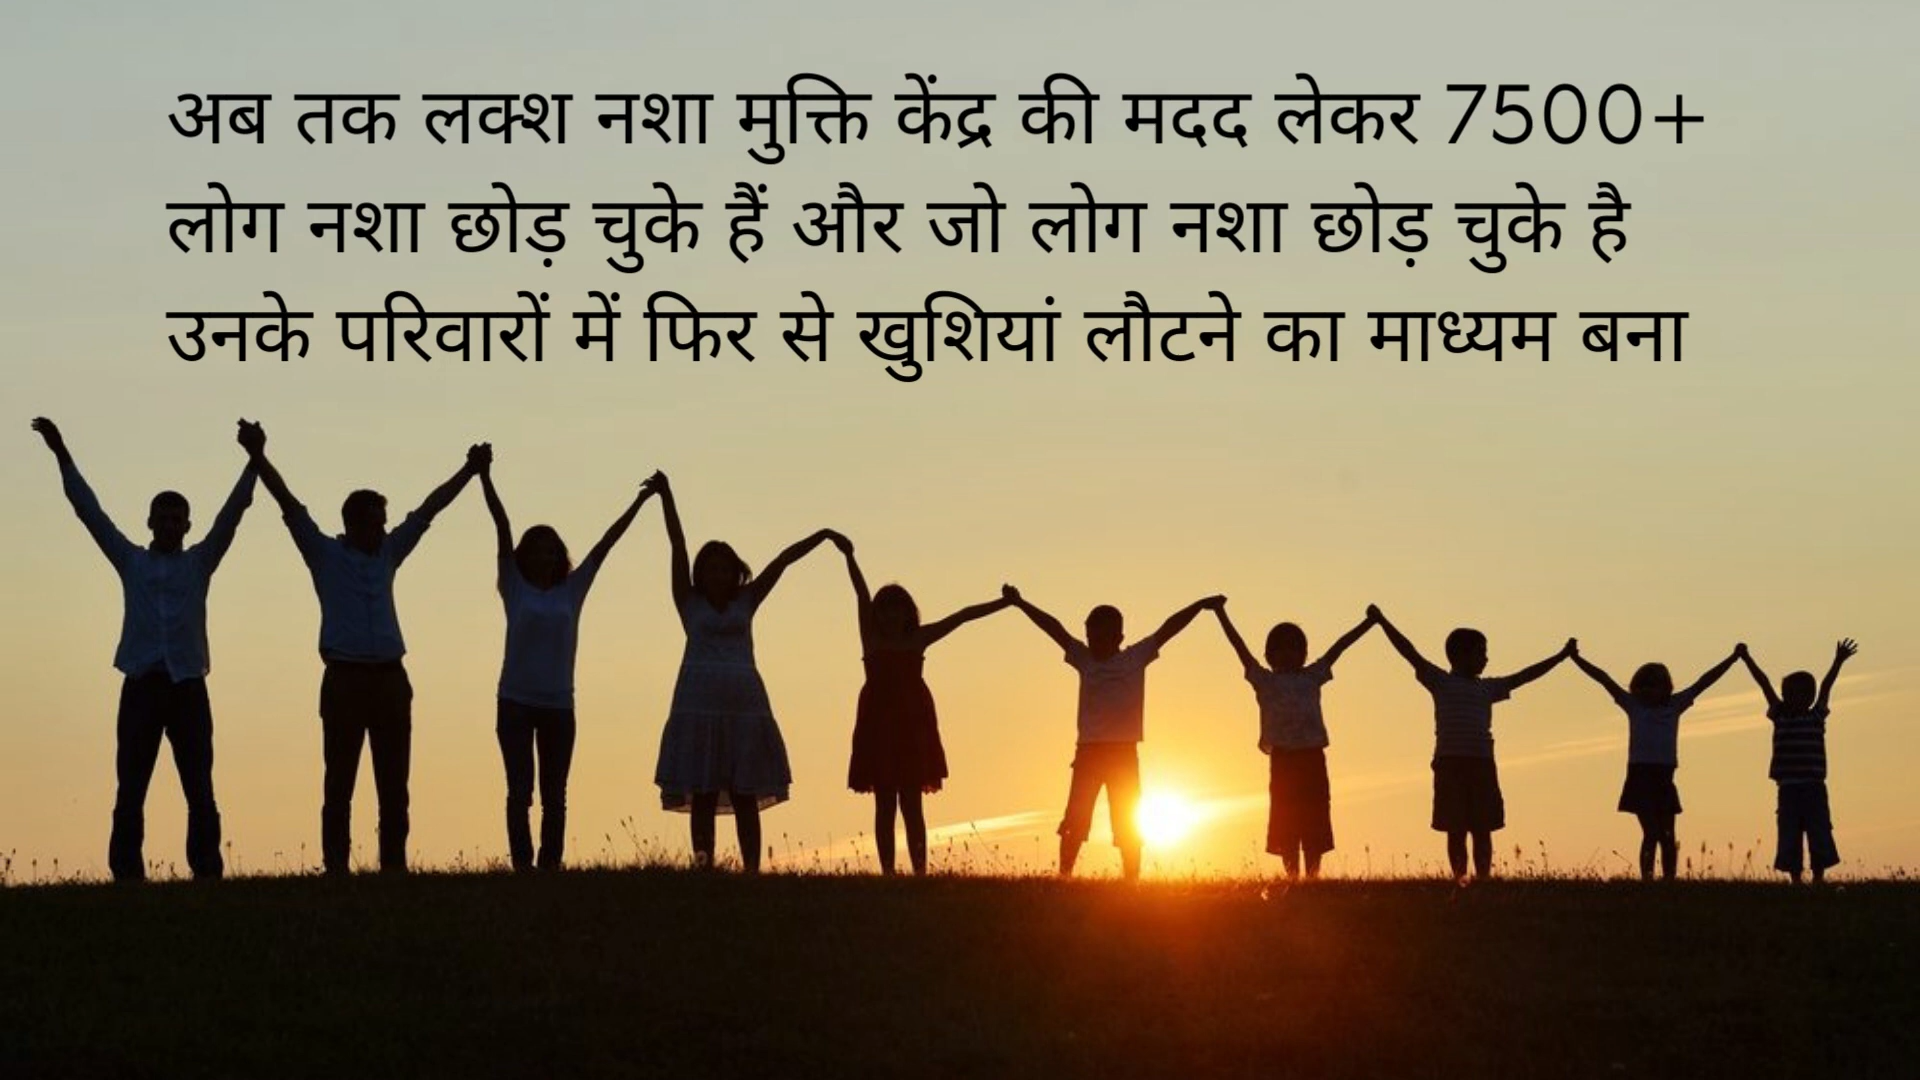 अब तक लक्श नशा मुक्ति केंद्र की मदद लेकर 7500+
लोग नशा छोड़ चुके हैं और जो लोग नशा छोड़ चुके है
उनके परिवारों में फिर से खुशियां लौटने का माध्यम बना